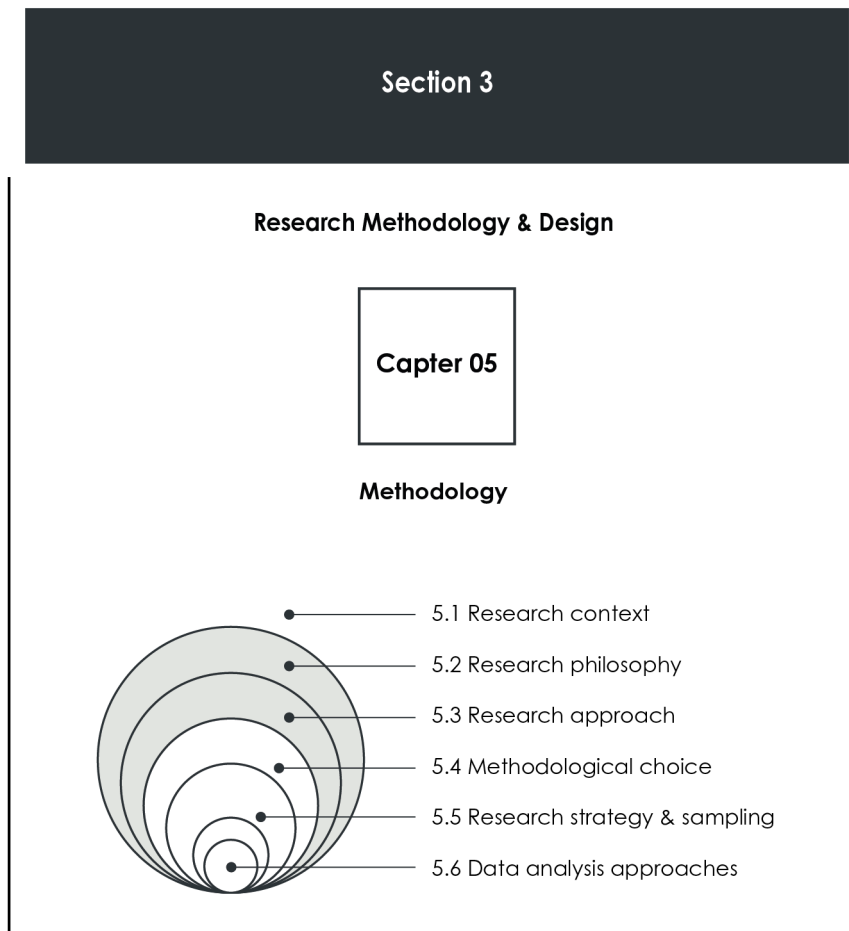 Section 3
Research Methodology & Design
Capter 05
Methodology
5.1 Research context
5.2 Research philosophy
5.3 Research approach
5.4 Methodological choice
5.5 Research strategy & sampling
5.6 Data analysis approaches